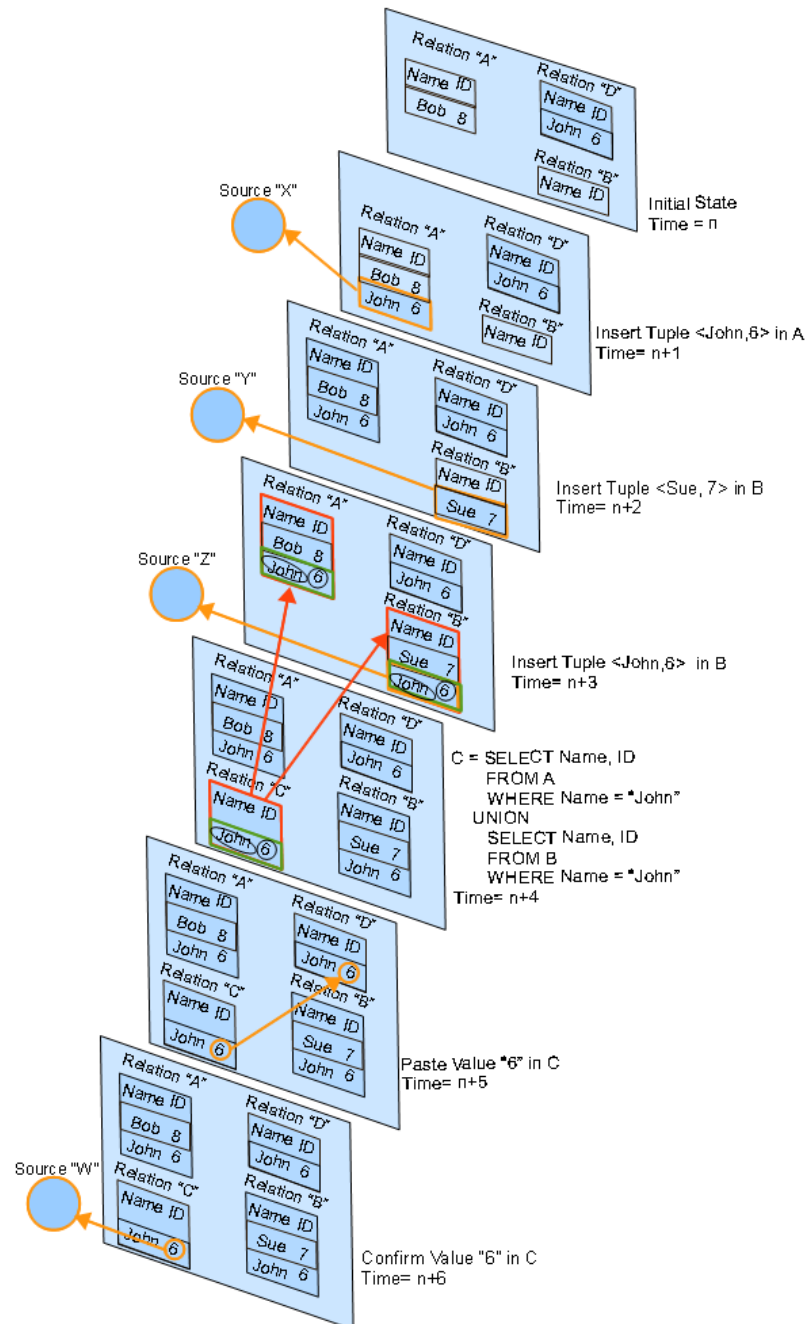 Relation "A"
Name ID
Bob 8
Relation "D"
Name ID
John 6
Relation "B"
Name ID
Initial State
Time = n
Source "X"
Relation "A"
Name ID
Bob 8
John 6
Relation "D"
Name ID
John 6
Relation "B"
Name ID
Insert Tuple <John,6> in A
Time= n+1
Source "Y"
Relation "A"
Name ID
Bob 8
John 6
Relation "D"
Name ID
John 6
Relation "B"
Name ID
Sue 7
Insert Tuple <Sue, 7> in B
Time= n+2
Source "Z"
Relation "A"
Name ID
Bob 8
John 6
Relation "D"
Name ID
John 6
Relation "B"
Name ID
Sue 7
John 6
Insert Tuple <John,6> in B
Time= n+3
Relation "A"
Name ID
Bob 8
John 6
Relation "C"
Name ID
John 6
Relation "D"
Name ID
John 6
Relation "B"
Name ID
Sue 7
John 6
C = SELECT Name, ID
FROM A
WHERE Name = "John"
UNION
SELECT Name, ID
FROM B
WHERE Name = "John"
Time= n+4
Relation "A"
Name ID
Bob 8
John 6
Relation "C"
Name ID
John 6
Relation "D"
Name ID
John 6
Relation "B"
Name ID
Sue 7
John 6
Paste Value "6" in C
Time= n+5
Source "W"
Relation "A"
Name ID
Bob 8
John 6
Relation "C"
Name ID
John 6
Relation "D"
Name ID
John 6
Relation "B"
Name ID
Sue 7
John 6
Confirm Value "6" in C
Time= n+6